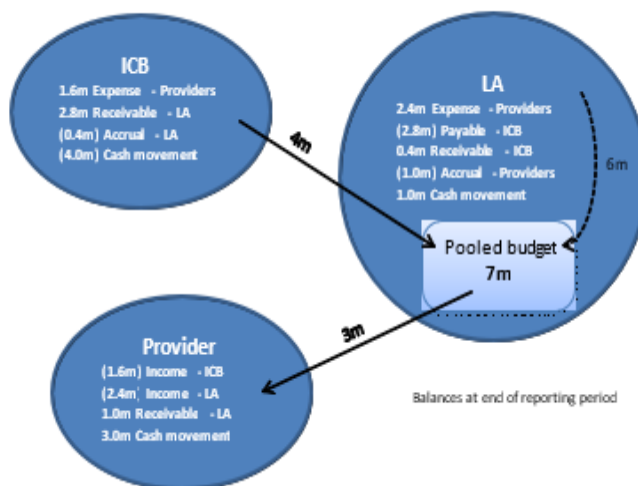 ICB
1.6m Expense - Providers
2.8m Receivable - LA
(0.4m) Accrual - LA
(4.0m) Cash movement
LA
2.4m Expense - Providers
(2.8m) Payable - ICB
0.4m Receivable - ICB
(1.0m) Accrual - Providers
1.0m Cash movement
4m
6m
Pooled budget
7m
3m
Provider
(1.6m) Income - ICB
(2.4m) Income - LA
1.0m Receivable - LA
3.0m Cash movement
Balances at end of reporting period